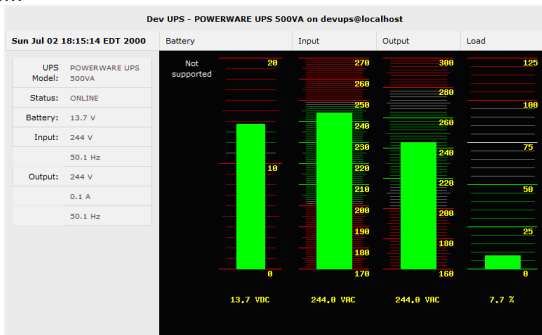 Dev UPS - POWERWARE UPS 500VA on devups@localhost
Sun Jul 02 18:15:14 EDT 2000
Battery
Input
Output
Load
UPS Model: POWERWARE UPS 500VA
Status: ONLINE
Battery: 13.7 V
Input: 244 V
50.1 Hz
Output: 244 V
0.1 A
50.1 Hz
Not supported
20
10
0
13.7 VDC
270
260
250
240
230
220
210
200
190
180
170
244.0 VAC
300
280
260
240
220
200
180
160
244.0 VAC
125
100
75
50
25
0
7.7 %